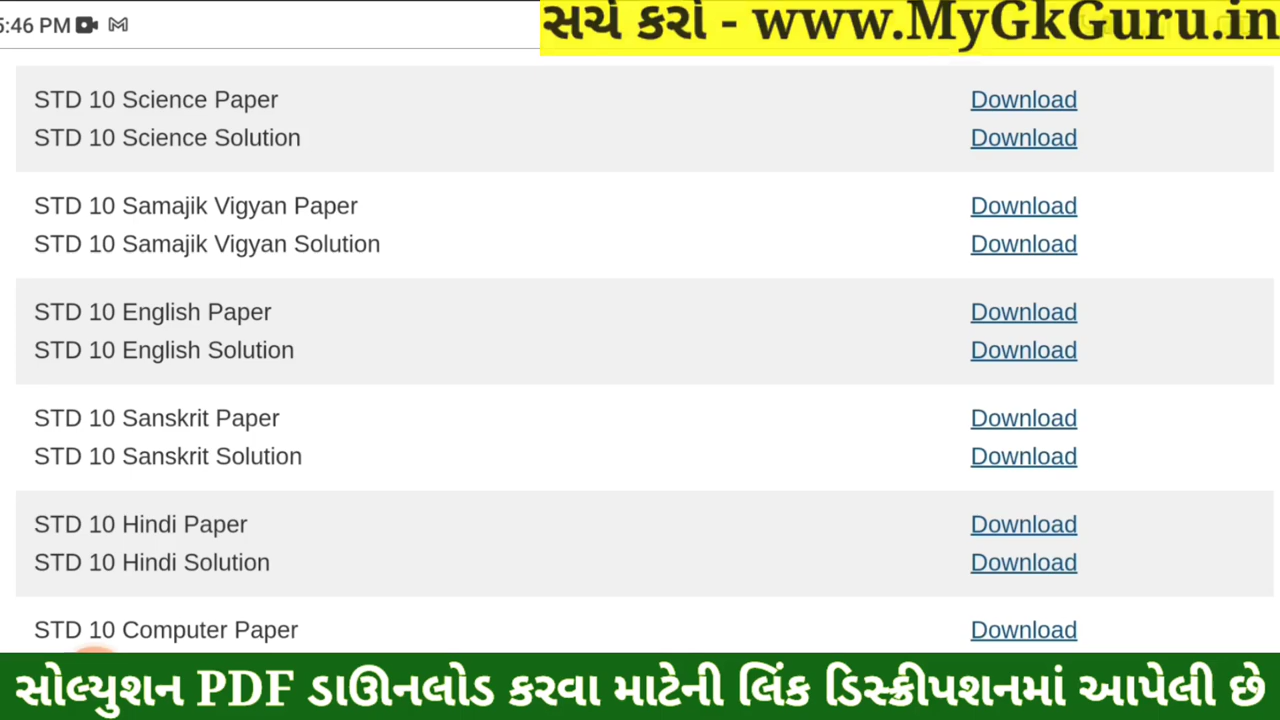 5:46 PM
સર્ચ કરો - www.MyGkGuru.in
STD 10 Science Paper Download
STD 10 Science Solution Download
STD 10 Samajik Vigyan Paper Download
STD 10 Samajik Vigyan Solution Download
STD 10 English Paper Download
STD 10 English Solution Download
STD 10 Sanskrit Paper Download
STD 10 Sanskrit Solution Download
STD 10 Hindi Paper Download
STD 10 Hindi Solution Download
STD 10 Computer Paper Download
સોલ્યુશન PDF ડાઊનલોડ કરવા માટેની લિંક ડિસ્ક્રીપશનમાં આપેલી છે